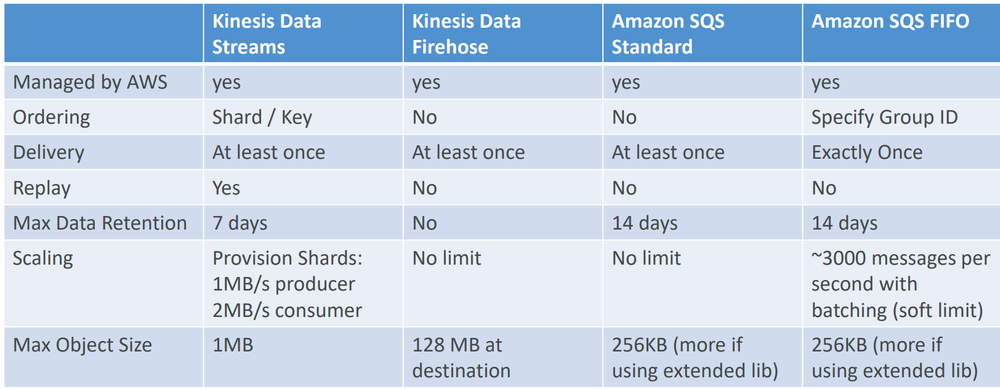 Kinesis Data
Streams
Kinesis Data
Firehose
Amazon SQS
Standard
Amazon SQS FIFO
Managed by AWS
yes
yes
yes
yes
Ordering
Shard / Key
No
No
Specify Group ID
Delivery
At least once
At least once
At least once
Exactly Once
Replay
Yes
No
No
No
Max Data Retention
7 days
No
14 days
14 days
Scaling
Provision Shards:
1MB/s producer
2MB/s consumer
No limit
No limit
~3000 messages per
second with
batching (soft limit)
Max Object Size
1MB
128 MB at
destination
256KB (more if
using extended lib)
256KB (more if
using extended lib)